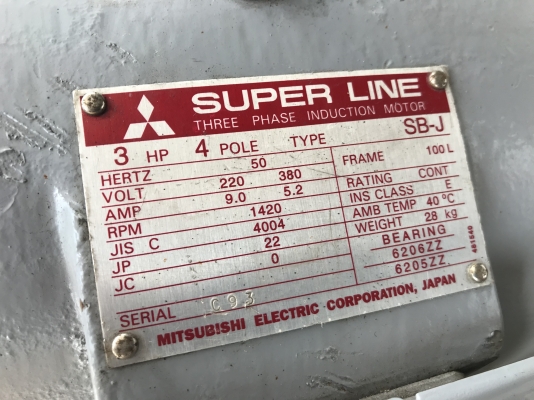 SUPER LINE
THREE PHASE INDUCTION MOTOR
3 HP 4 POLE TYPE SB-J
HERTZ 50
VOLT 220 380
AMP 9.0 5.2
RPM 1420
JIS C 4004
JP 22
JC 0
SERIAL 93
FRAME 100L
RATING CONT
INS CLASS E
AMB TEMP 40°C
WEIGHT 28 kg
BEARING
6206ZZ
6205ZZ
MITSUBISHI ELECTRIC CORPORATION, JAPAN